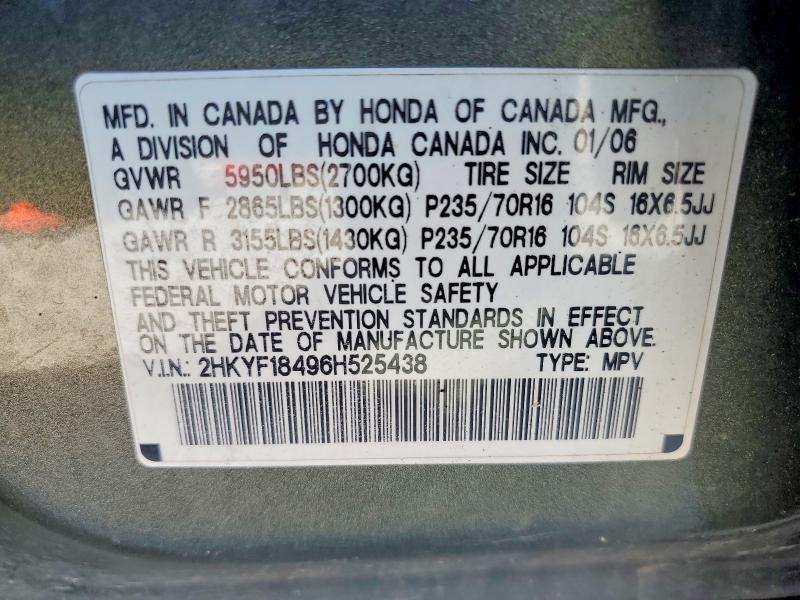 MFD. IN CANADA BY HONDA OF CANADA MFG.,
A DIVISION OF HONDA CANADA INC. 01/06
GVWR 5950LBS(2700KG) TIRE SIZE RIM SIZE
GAWR F 2865LBS(1300KG) P235/70R16 104S 16X6.5JJ
GAWR R 3155LBS(1430KG) P235/70R16 104S 16X6.5JJ
THIS VEHICLE CONFORMS TO ALL APPLICABLE
FEDERAL MOTOR VEHICLE SAFETY
AND THEFT PREVENTION STANDARDS IN EFFECT
ON THE DATE OF MANUFACTURE SHOWN ABOVE.
V.I.N.: 2HKYF18496H525438 TYPE: MPV